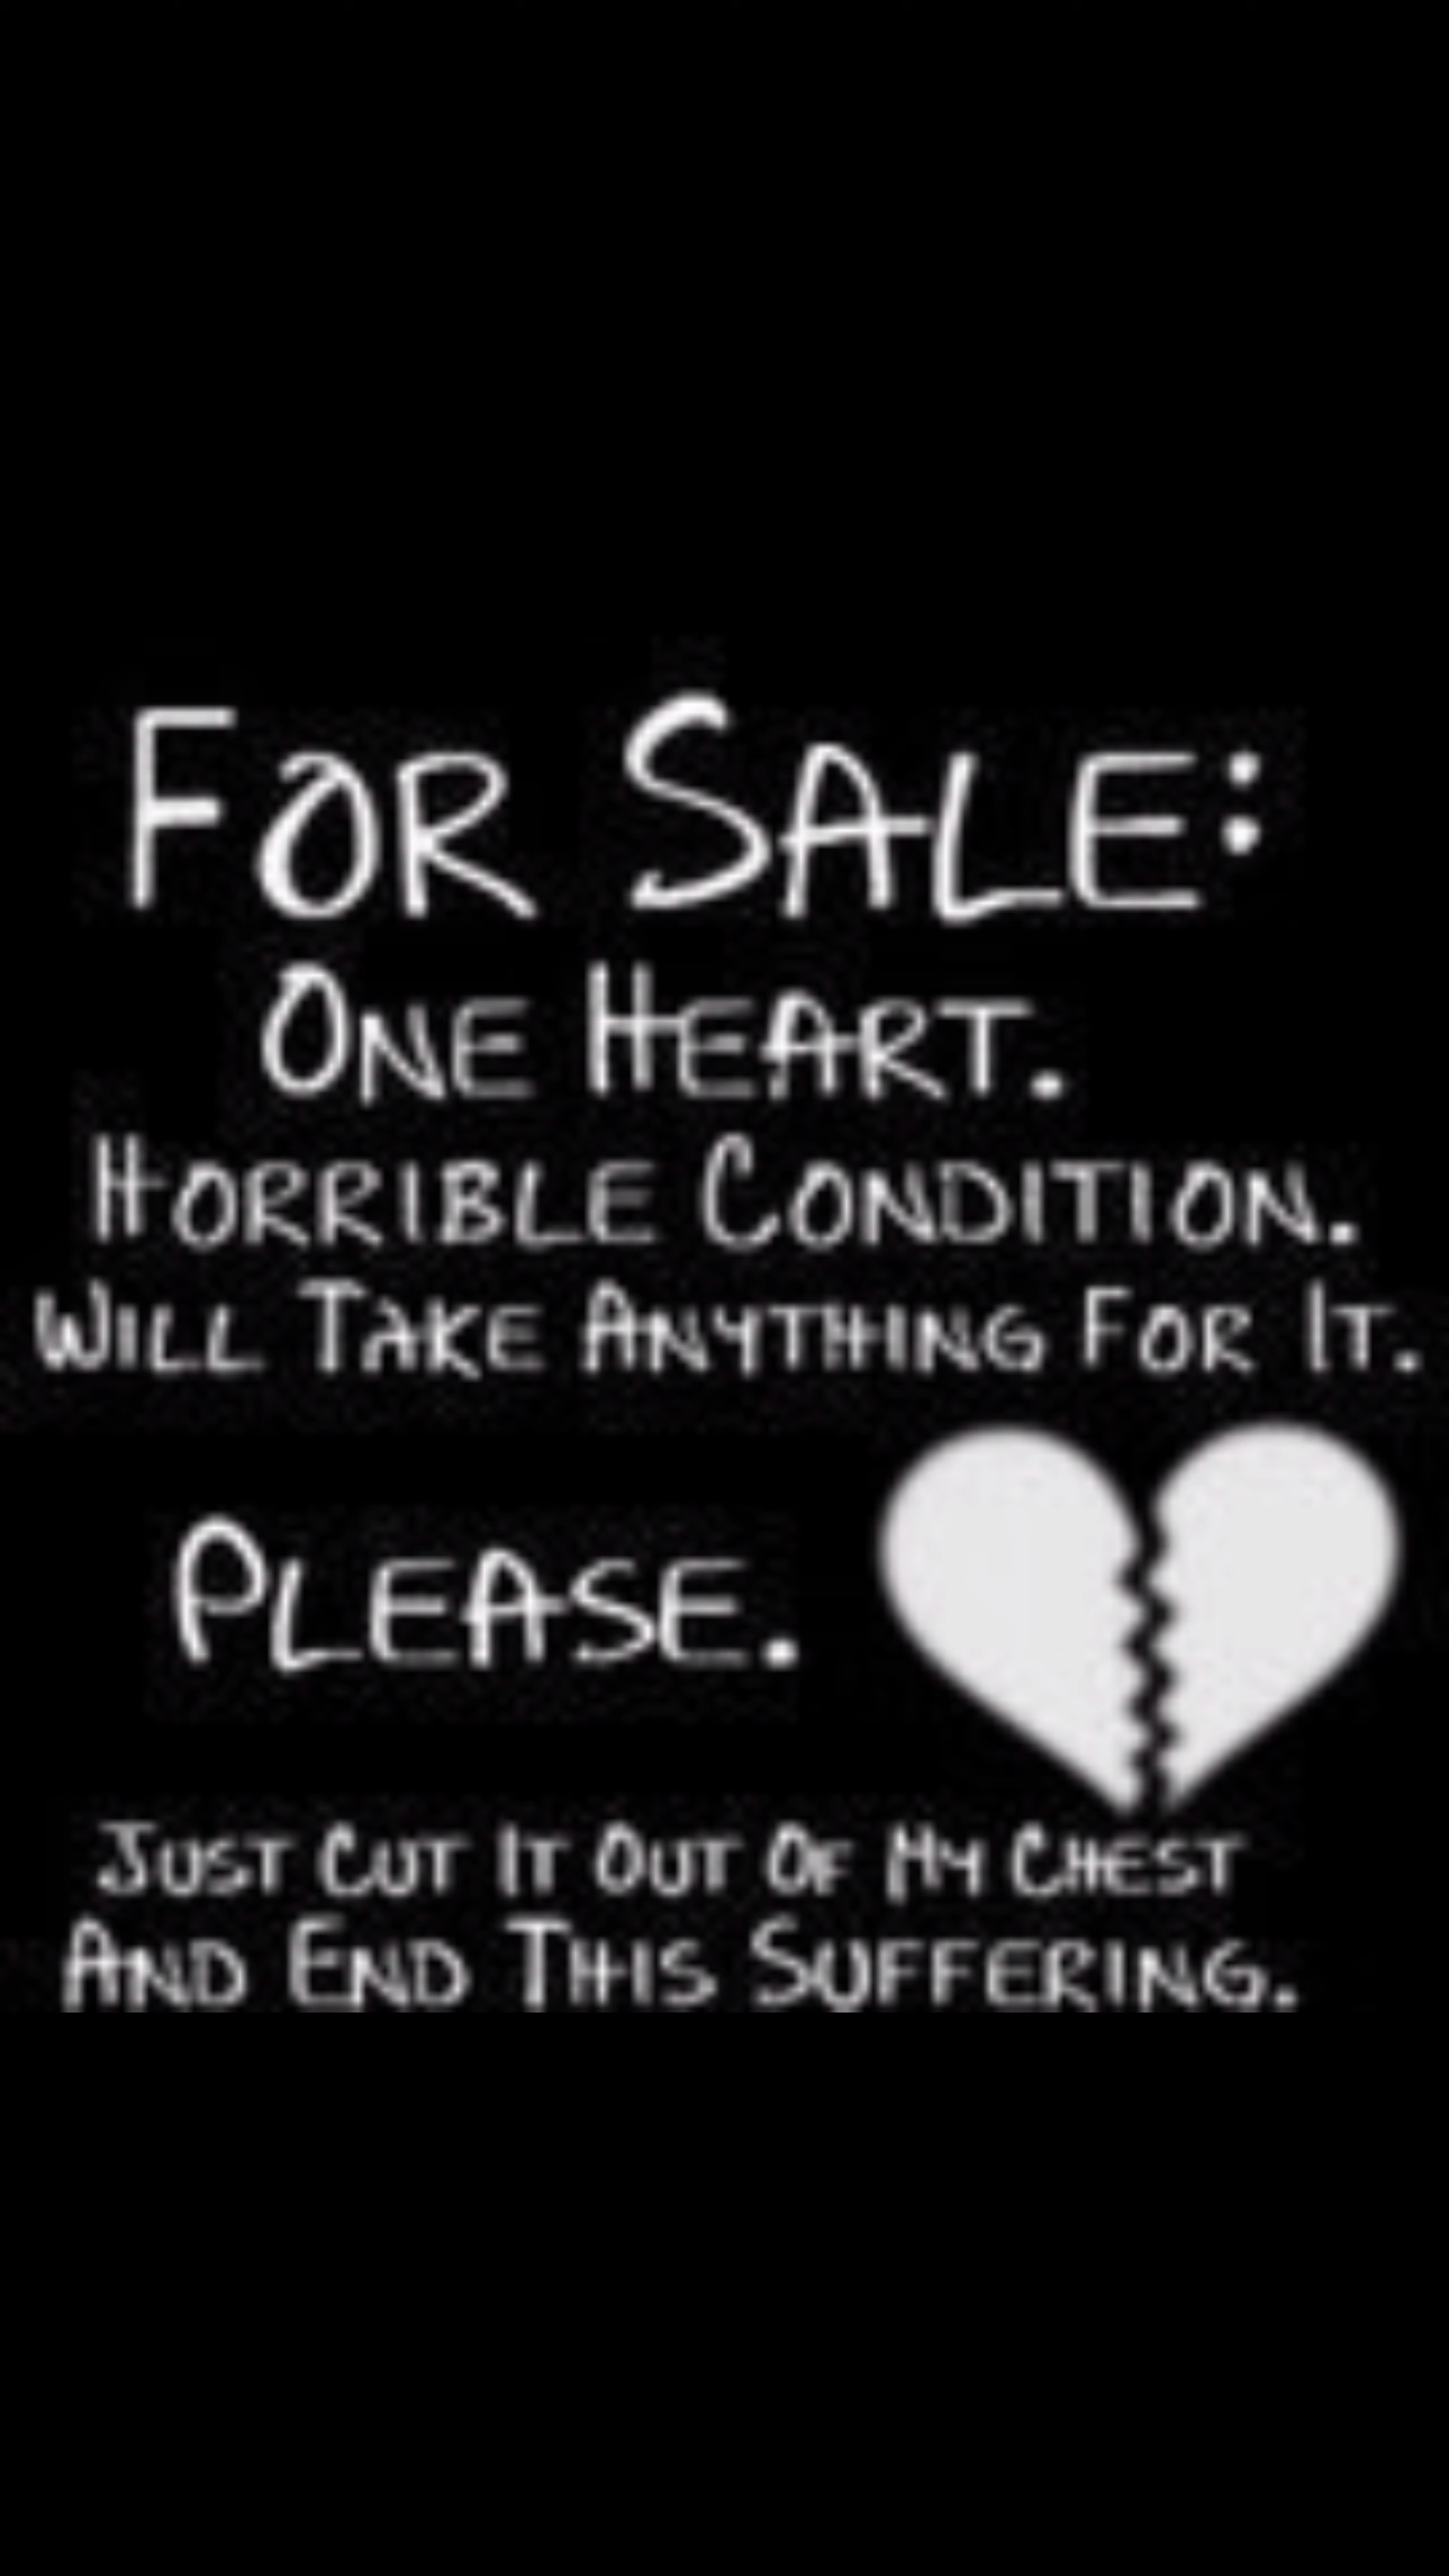 For Sale:
One Heart.
Horrible Condition.
Will Take Anything For It.
Please.
Just Cut It Out Of My Chest
And End This Suffering.